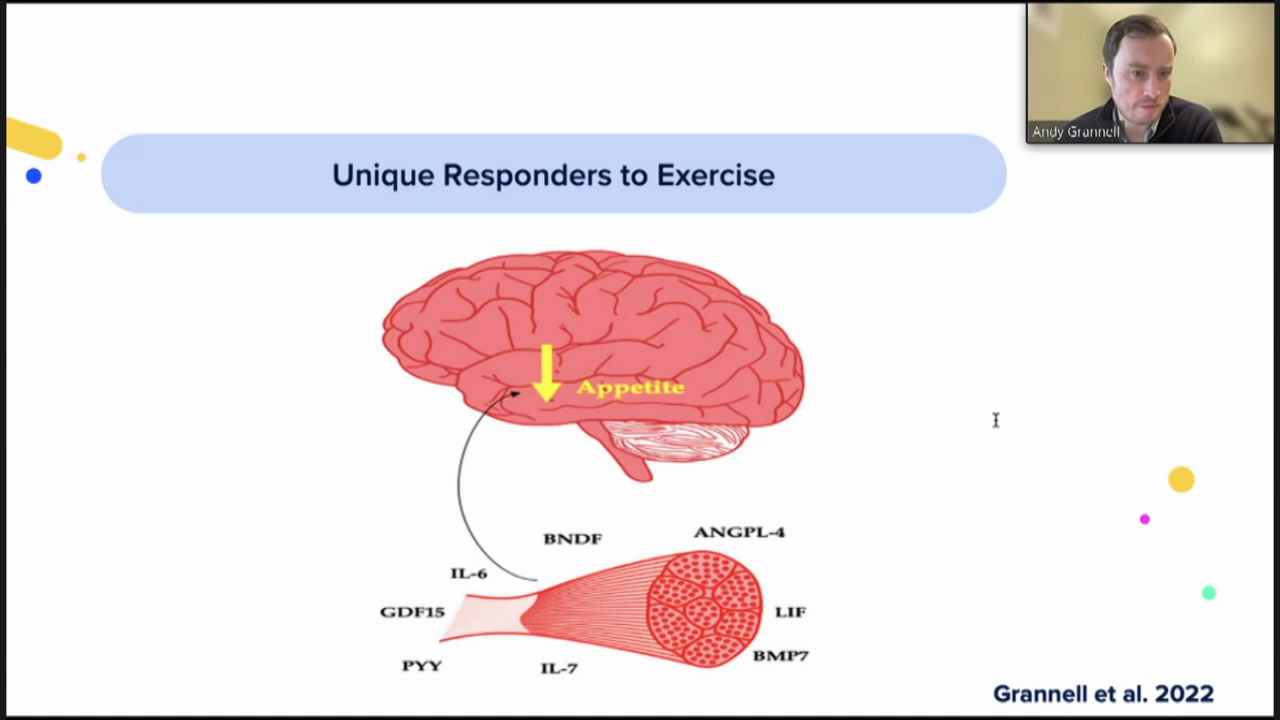 Andy Grannell
Unique Responders to Exercise
Appetite
BNDF
ANGPL-4
IL-6
GDF15
LIF
PYY
IL-7
BMP7
Grannell et al. 2022